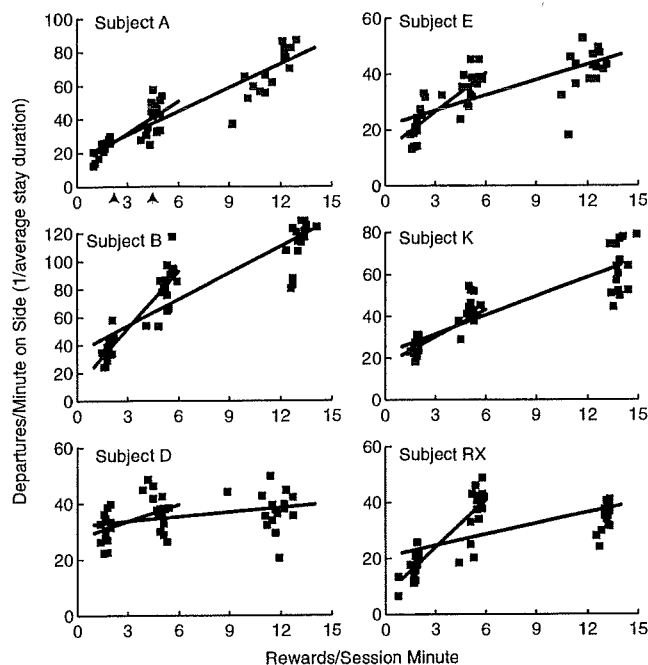 Departures/Minute on Side (1/average stay duration)
Subject A
100
80
60
40
20
0
0 3 6 9 12 15
Subject E
60
40
20
0
0 3 6 9 12 15
Subject B
120
100
80
60
40
20
0
0 3 6 9 12 15
Subject K
80
60
40
20
0
0 3 6 9 12 15
Subject D
60
40
20
0
0 3 6 9 12 15
Subject RX
60
40
20
0
0 3 6 9 12 15
Rewards/Session Minute